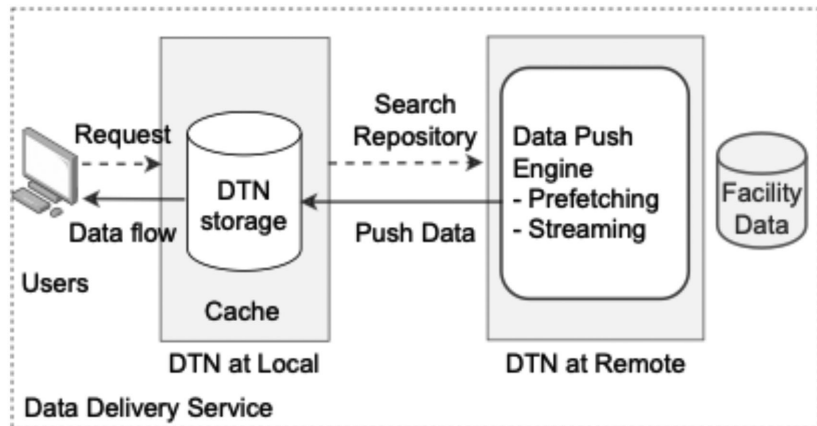 Request
Data flow
Users
DTN
storage
Cache
DTN at Local
Search
Repository
Push Data
Data Push
Engine
- Prefetching
- Streaming
DTN at Remote
Facility
Data
Data Delivery Service